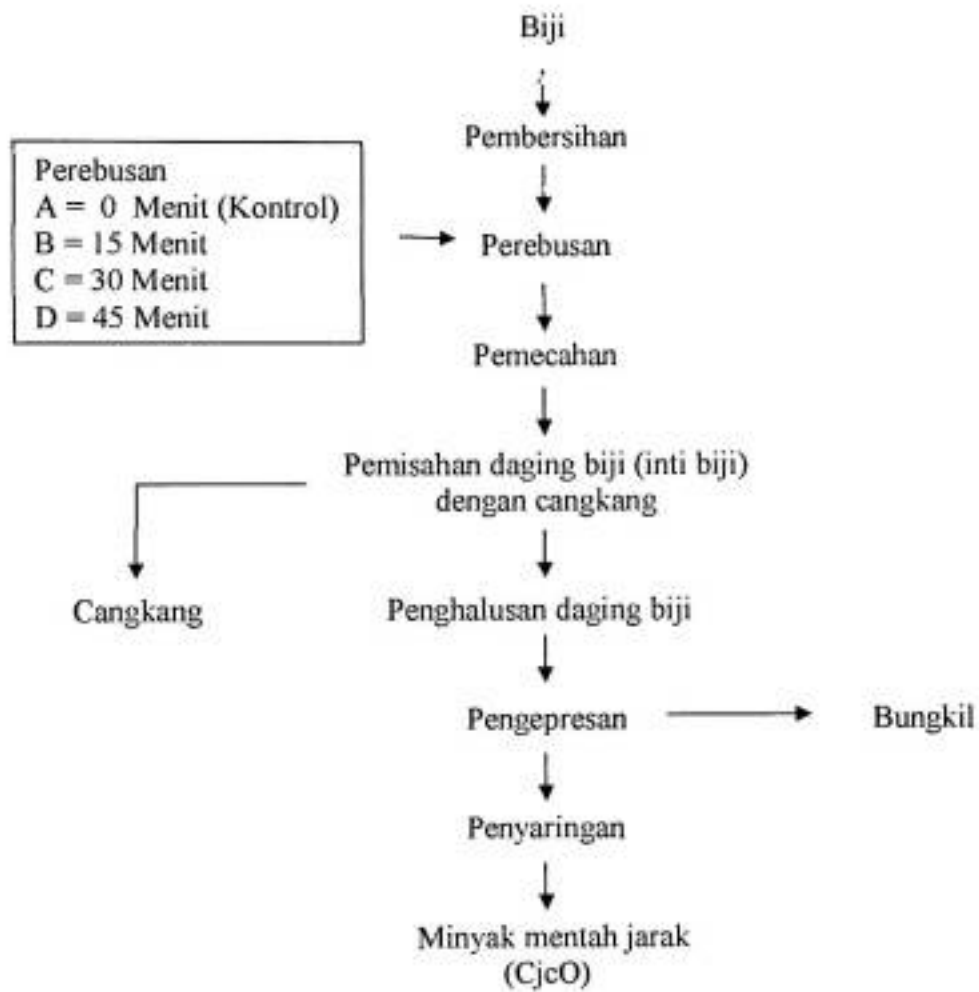 Biji
Pembersihan
Perebusan
A = 0 Menit (Kontrol)
B = 15 Menit
C = 30 Menit
D = 45 Menit
Perebusan
Pemecahan
Pemisahan daging biji (inti biji)
dengan cangkang
Cangkang
Penghalusan daging biji
Pengepresan
Bungkil
Penyaringan
Minyak mentah jarak
(CjcO)